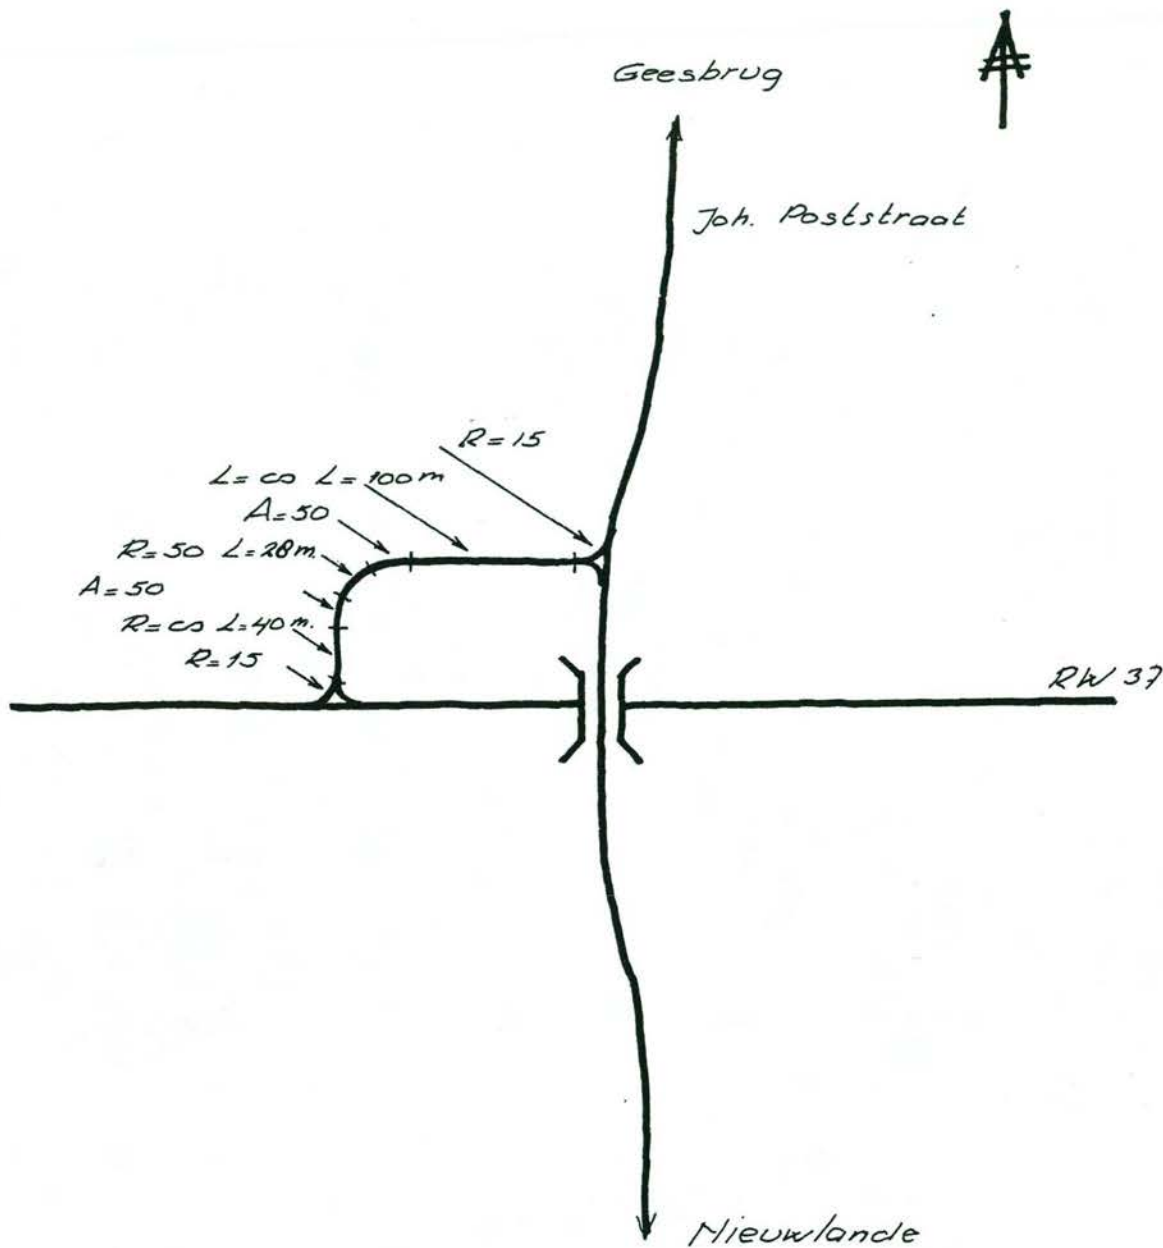 Geesbrug
Joh. Poststraat
R=15
L=∞ L=100m
A=50
R=50 L=28m.
A=50
R=∞ L=40m.
R=15
RW 37
Nieuwlande